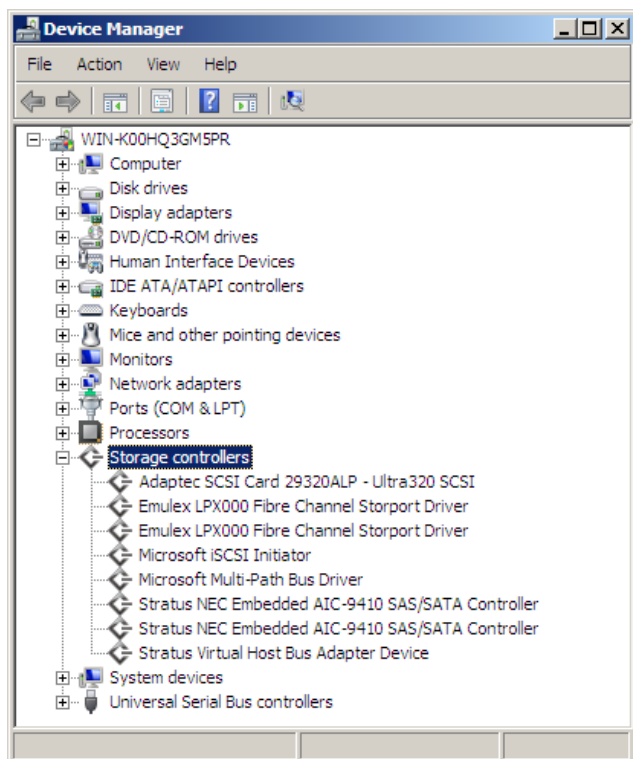 Device Manager
File Action View Help
WIN-K00HQ3GM5PR
Computer
Disk drives
Display adapters
DVD/CD-ROM drives
Human Interface Devices
IDE ATA/ATAPI controllers
Keyboards
Mice and other pointing devices
Monitors
Network adapters
Ports (COM & LPT)
Processors
Storage controllers
Adaptec SCSI Card 29320ALP - Ultra320 SCSI
Emulex LPX000 Fibre Channel Storport Driver
Emulex LPX000 Fibre Channel Storport Driver
Microsoft iSCSI Initiator
Microsoft Multi-Path Bus Driver
Stratus NEC Embedded AIC-9410 SAS/SATA Controller
Stratus NEC Embedded AIC-9410 SAS/SATA Controller
Stratus Virtual Host Bus Adapter Device
System devices
Universal Serial Bus controllers